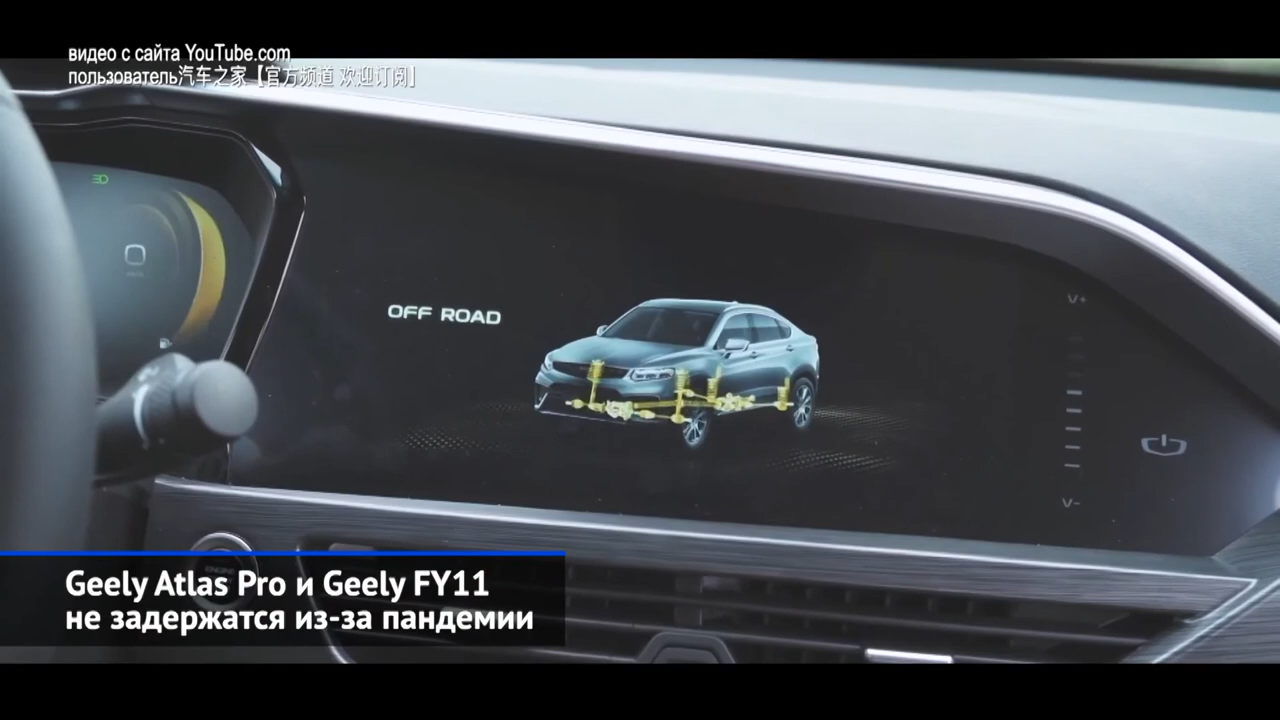 видео с сайта YouTube.com
пользователь汽车之家【官方频道 欢迎订阅】
OFF ROAD
V+
V-
ENGINE
Geely Atlas Pro и Geely FY11
не задержатся из-за пандемии